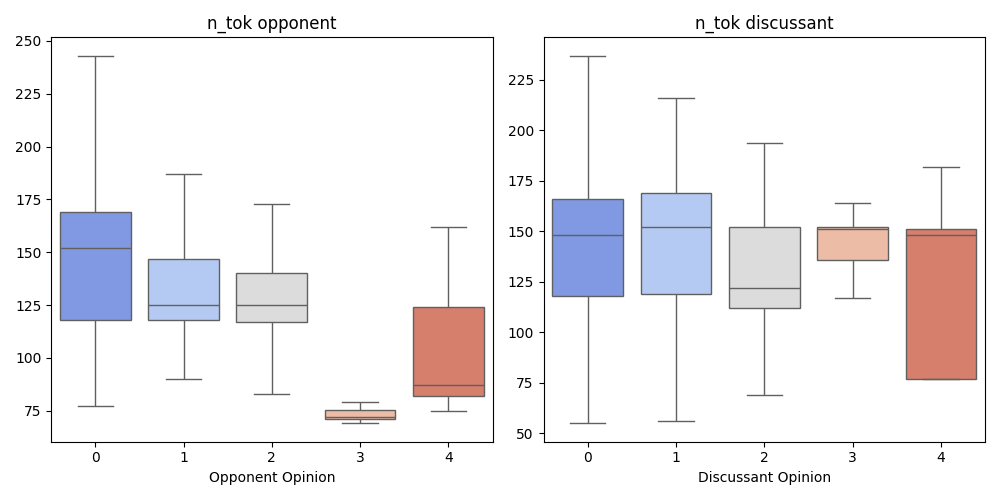 n_tok opponent
250
225
200
175
150
125
100
75
0 1 2 3 4
Opponent Opinion
n_tok discussant
225
200
175
150
125
100
75
50
0 1 2 3 4
Discussant Opinion